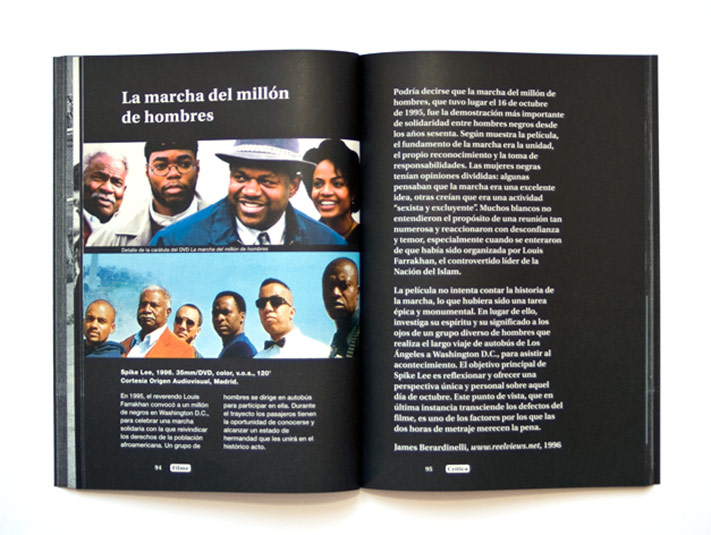 La marcha del millón
de hombres
Detalle de la carátula del DVD La marcha del millón de hombres
Spike Lee, 1996. 35mm/DVD, color, v.o.s., 120'
Cortesía Origen Audiovisual, Madrid.
En 1995, el reverendo Louis
Farrakhan convocó a un millón
de negros en Washington D.C.,
para celebrar una marcha
solidaria con la que reivindicar
los derechos de la población
afroamericana. Un grupo de
hombres se dirige en autobús
para participar en ella. Durante
el trayecto los pasajeros tienen
la oportunidad de conocerse y
alcanzar un estado de
hermandad que les unirá en el
histórico acto.
94 Filme
Podría decirse que la marcha del millón de
hombres, que tuvo lugar el 16 de octubre
de 1995, fue la demostración más importante
de solidaridad entre hombres negros desde
los años sesenta. Según muestra la película,
el fundamento de la marcha era la unidad,
el propio reconocimiento y la toma de
responsabilidades. Las mujeres negras
tenían opiniones divididas: algunas
pensaban que la marcha era una excelente
idea, otras creían que era una actividad
“sexista y excluyente”. Muchos blancos no
entendieron el propósito de una reunión tan
numerosa y reaccionaron con desconfianza
y temor, especialmente cuando se enteraron
de que había sido organizada por Louis
Farrakhan, el controvertido líder de la
Nación del Islam.
La película no intenta contar la historia de
la marcha, lo que hubiera sido una tarea
épica y monumental. En lugar de ello,
investiga su espíritu y su significado a los
ojos de un grupo diverso de hombres que
realiza el largo viaje de autobús de Los
Ángeles a Washington D.C., para asistir al
acontecimiento. El objetivo principal de
Spike Lee es reflexionar y ofrecer una
perspectiva única y personal sobre aquel
día de octubre. Este punto de vista, que en
última instancia transciende los defectos del
filme, es uno de los factores por los que las
dos horas de metraje merecen la pena.
James Berardinelli, www.reelviews.net, 1996
95 Crítica